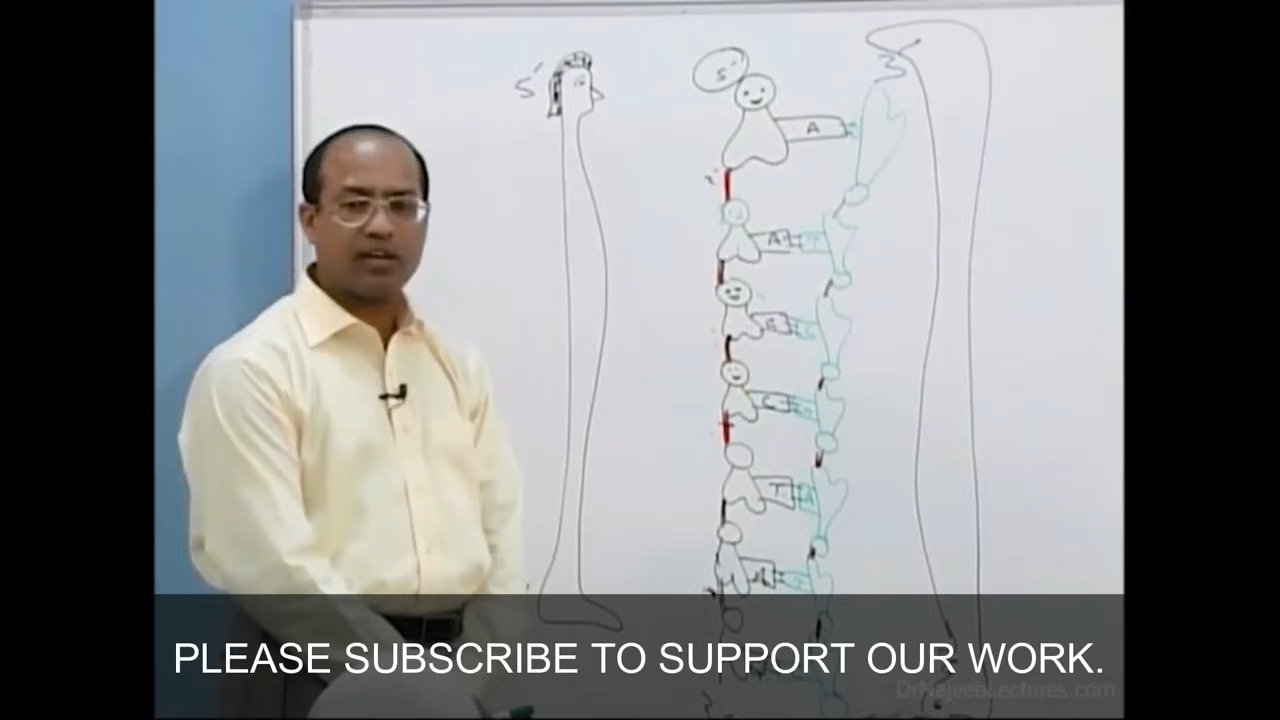 5'
5'
A
A
T
G
C
T
PLEASE SUBSCRIBE TO SUPPORT OUR WORK.
DrNajeebLectures.com